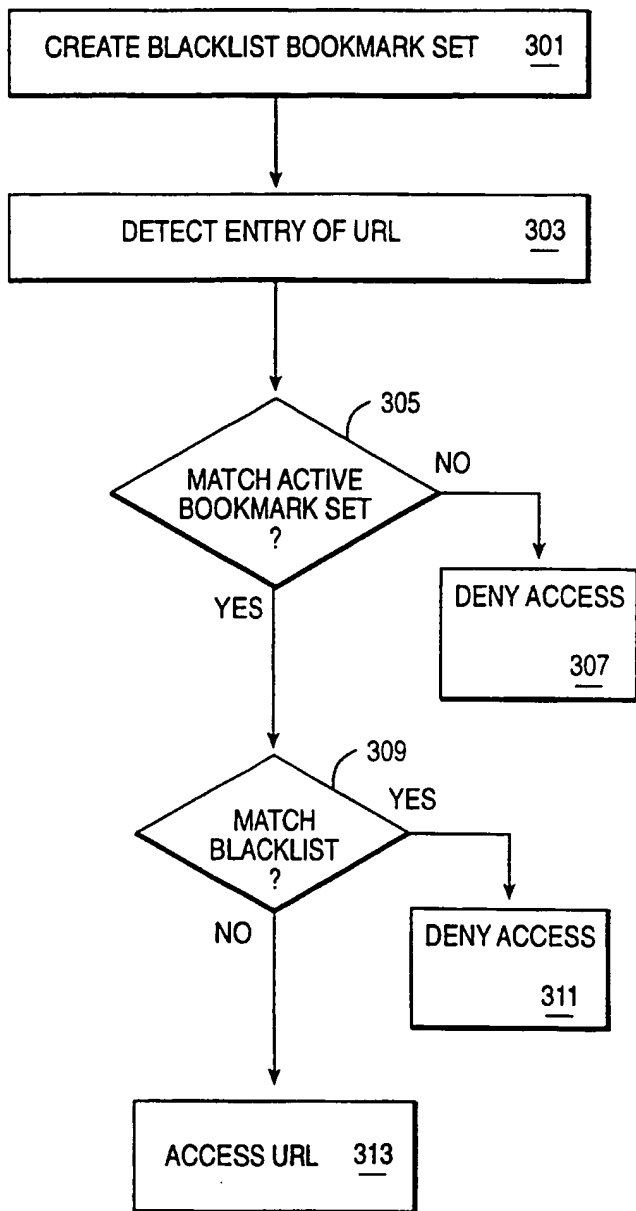 CREATE BLACKLIST BOOKMARK SET 301
DETECT ENTRY OF URL 303
305
MATCH ACTIVE
BOOKMARK SET
?
NO
YES
DENY ACCESS
307
309
MATCH
BLACKLIST
?
YES
NO
DENY ACCESS
311
ACCESS URL 313